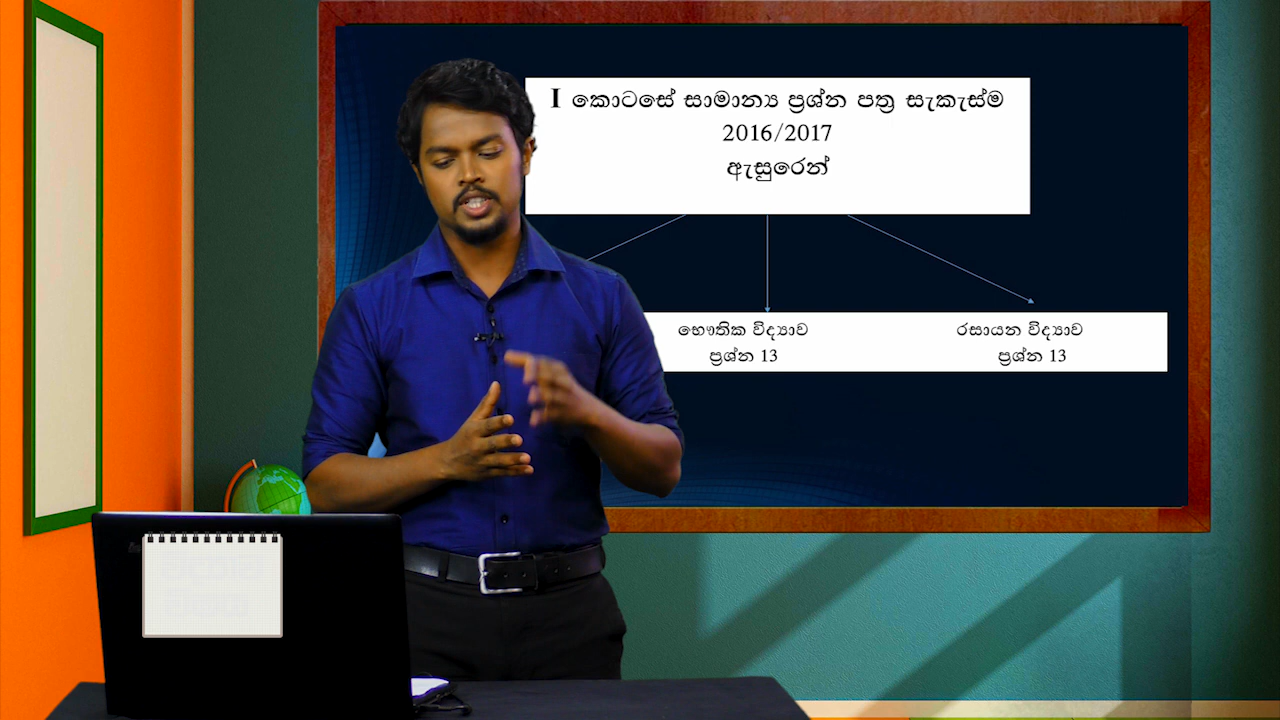 I කොටසේ සාමාන්‍ය ප්‍රශ්න පත්‍ර සැකැස්ම
2016/2017
ඇසුරෙන්
භෞතික විද්‍යාව
ප්‍රශ්න 13
රසායන විද්‍යාව
ප්‍රශ්න 13